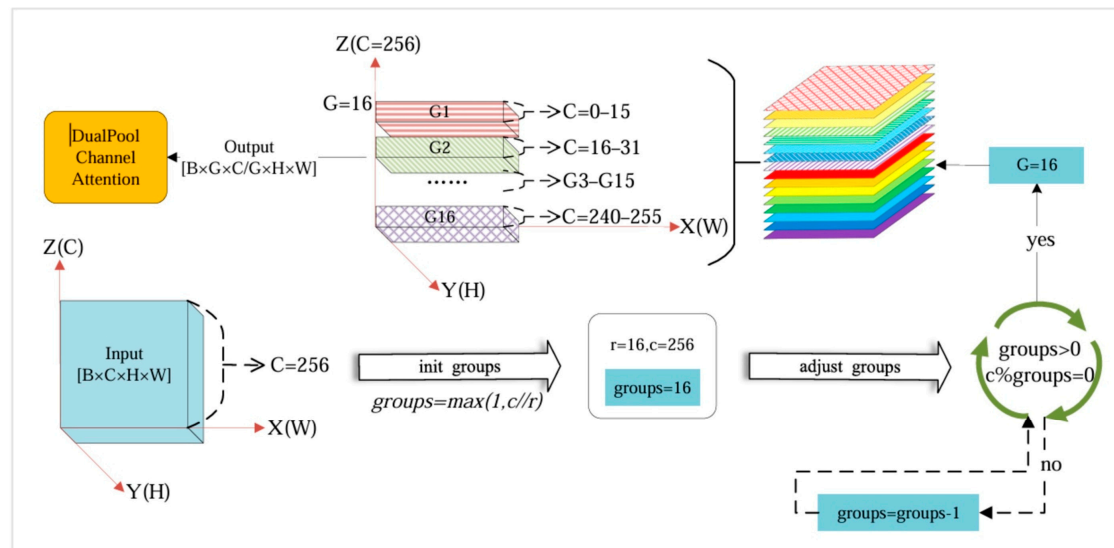 Z(C=256)
G=16
G1
C=0–15
G2
C=16–31
......
G3–G15
G16
C=240–255
X(W)
Y(H)
DualPool
Channel
Attention
Output
[B×G×C/G×H×W]
G=16
yes
Z(C)
Input
[B×C×H×W]
C=256
X(W)
Y(H)
init groups
groups=max(1,c//r)
r=16,c=256
groups=16
adjust groups
groups>0
c%groups=0
no
groups=groups-1